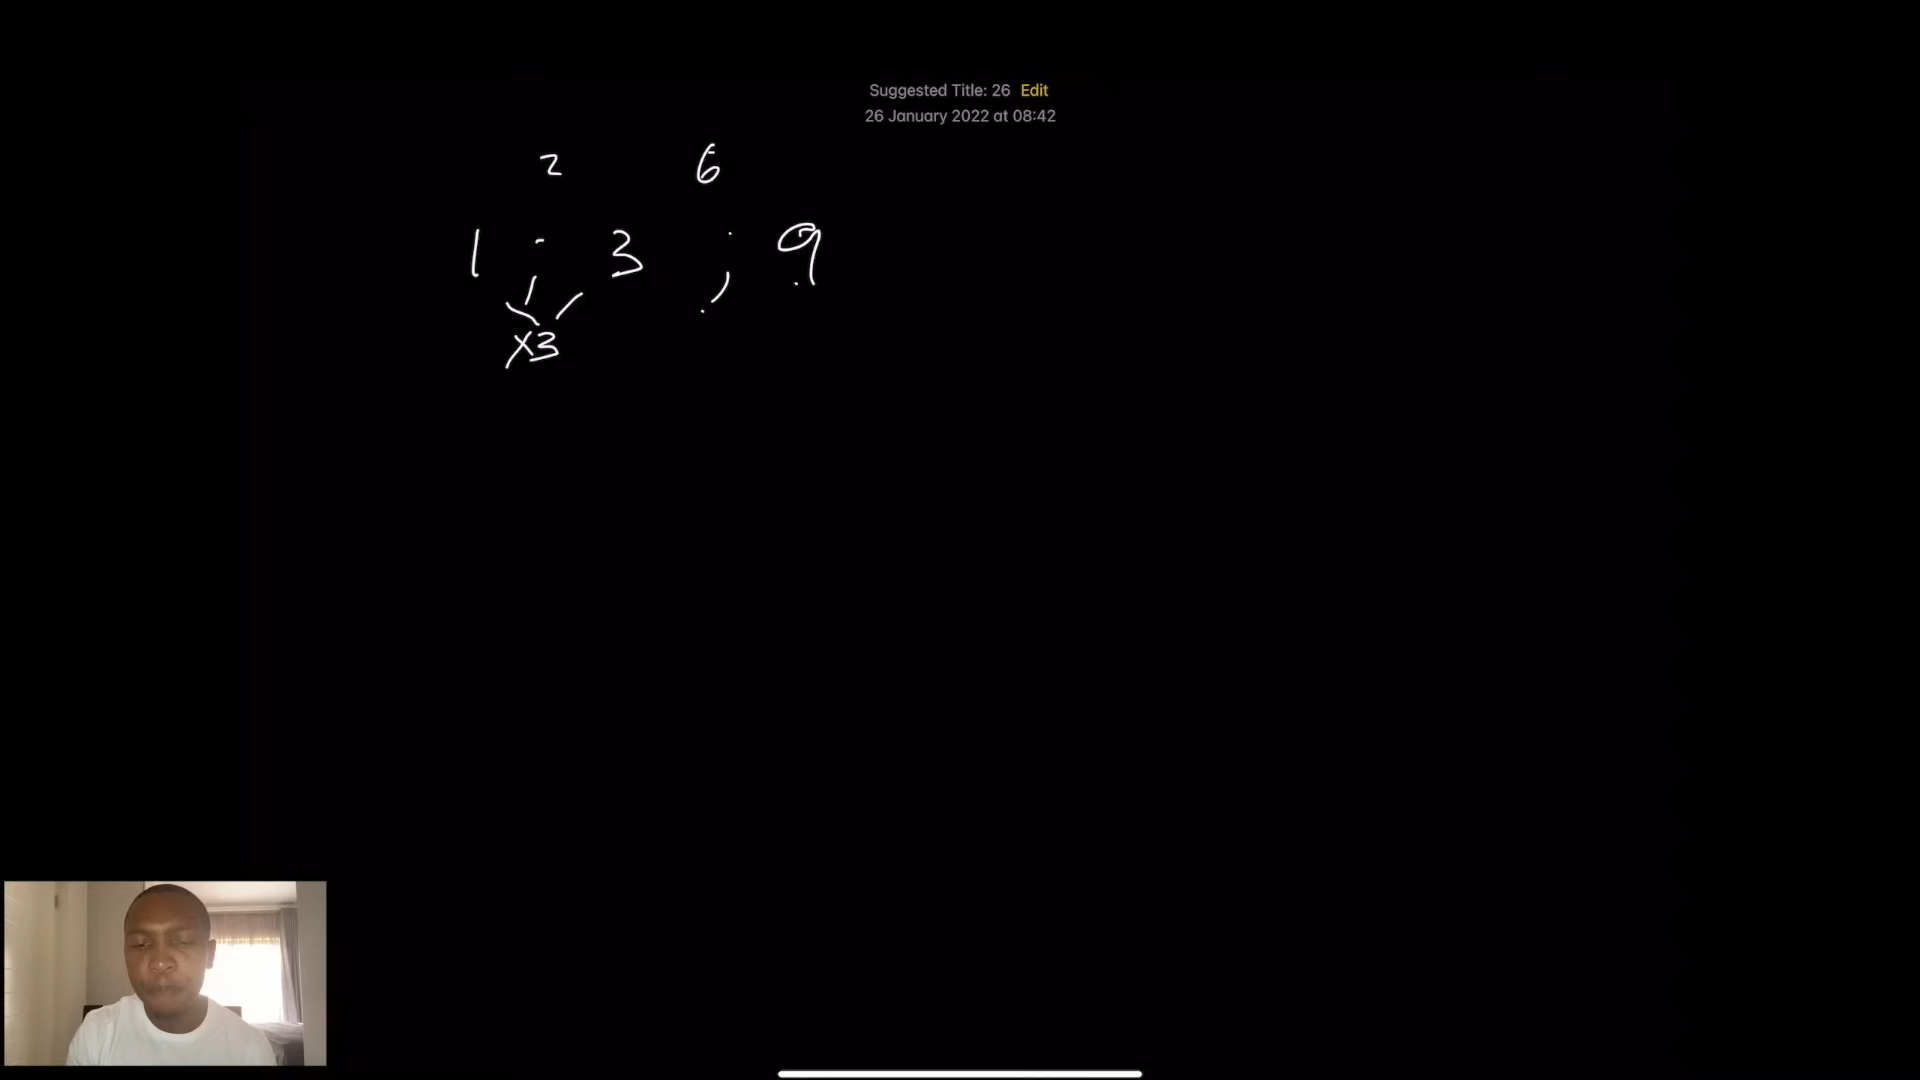 Suggested Title: 26 Edit
26 January 2022 at 08:42
2 6
1 ; 3 ; 9
x3